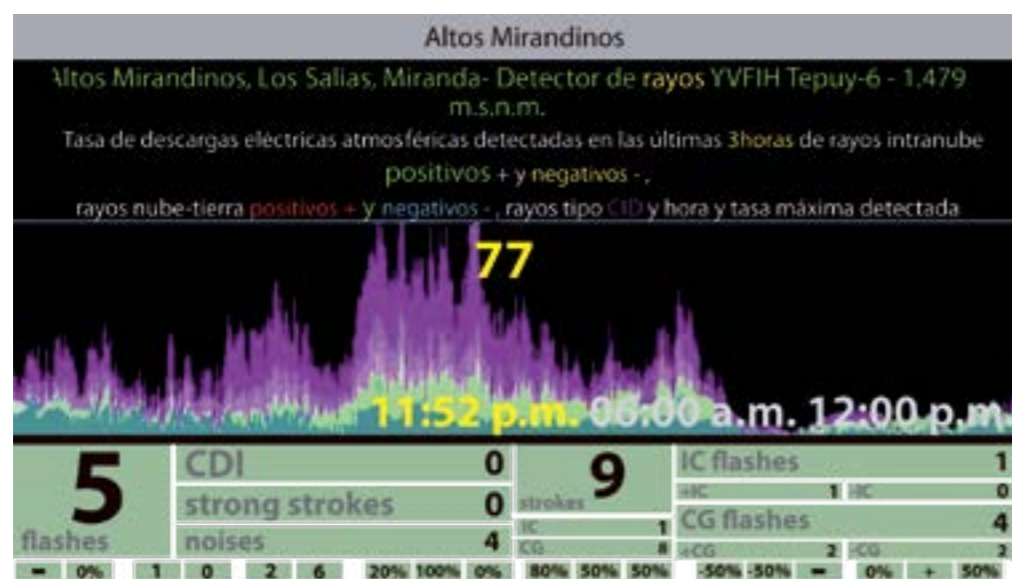 Altos Mirandinos
Altos Mirandinos, Los Salias, Miranda- Detector de rayos YVFIH Tepuy-6 - 1.479
m.s.n.m.
Tasa de descargas eléctricas atmosféricas detectadas en las últimas 3horas de rayos intranube
positivos + y negativos - ,
rayos nube-tierra positivos + y negativos - , rayos tipo CID y hora y tasa máxima detectada
77
11:52 p.m. 06:00 a.m. 12:00 p.m.
5 flashes
CDI 0
strong strokes 0
noises 4
9 strokes
IC 1
CG 8
IC flashes 1
+IC 1 -IC 0
CG flashes 4
+CG 2 -CG 2
- 0% 1 0 2 6 20% 100% 0% 80% 50% 50% -50% -50% - 0% + 50%